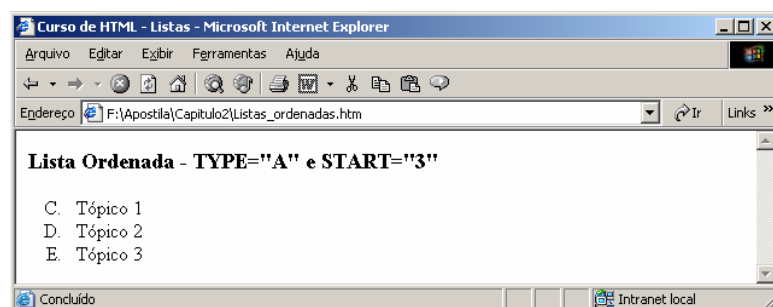 Curso de HTML - Listas - Microsoft Internet Explorer
Arquivo Editar Exibir Ferramentas Ajuda
Endereço F:\Apostila\Capitulo2\Listas_ordenadas.htm Ir Links »
Lista Ordenada - TYPE="A" e START="3"
C. Tópico 1
D. Tópico 2
E. Tópico 3
Concluído Intranet local